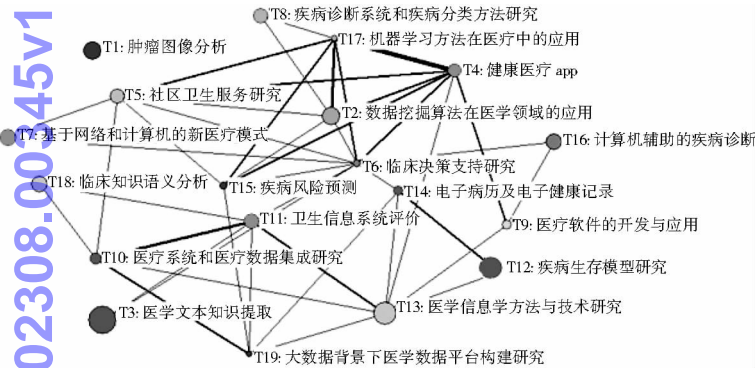 T8: 疾病诊断系统和疾病分类方法研究
T17: 机器学习方法在医疗中的应用
T1: 肿瘤图像分析
T4: 健康医疗 app
T5: 社区卫生服务研究
T2: 数据挖掘算法在医学领域的应用
T7: 基于网络和计算机的新医疗模式
T16: 计算机辅助的疾病诊断
T6: 临床决策支持研究
T18: 临床知识语义分析
T15: 疾病风险预测
T14: 电子病历及电子健康记录
T11: 卫生信息系统评价
T9: 医疗软件的开发与应用
T10: 医疗系统和医疗数据集成研究
T12: 疾病生存模型研究
T3: 医学文本知识提取
T13: 医学信息学方法与技术研究
T19: 大数据背景下医学数据平台构建研究
02308.00345v1